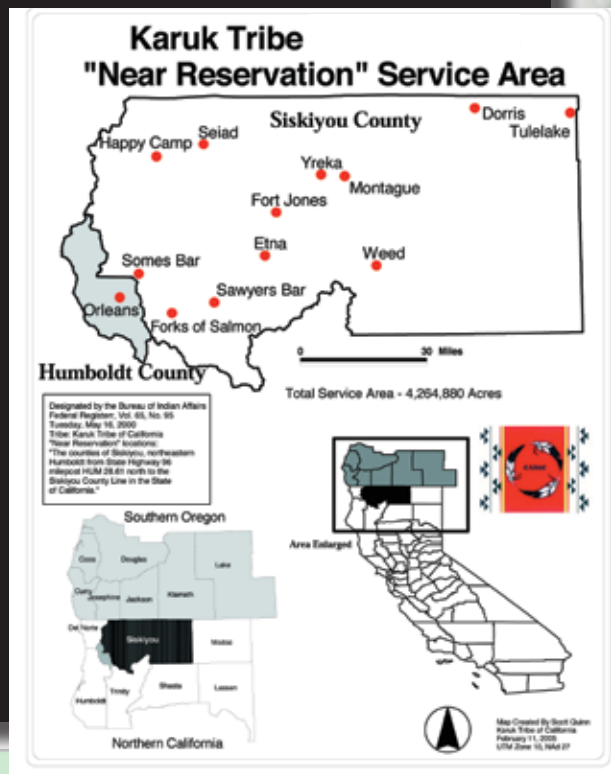 Karuk Tribe
"Near Reservation" Service Area
Siskiyou County
Dorris
Tulelake
Happy Camp
Seiad
Yreka
Montague
Fort Jones
Etna
Weed
Somes Bar
Sawyers Bar
Orleans
Forks of Salmon
Humboldt County
0 30 Miles
Total Service Area - 4,264,880 Acres
Designated by the Bureau of Indian Affairs
Federal Register, Vol. 65, No. 95
Tuesday, May 16, 2000
Tribe: Karuk Tribe of California
"Near Reservation" locations:
"The counties of Siskiyou, northeastern
Humboldt from State Highway 96
milepost HUM 28.61 north to the
Siskiyou County Line in the State
of California."
KARUK
Area Enlarged
Southern Oregon
Coos
Douglas
Lake
Curry
Josephine
Jackson
Klamath
Del Norte
Siskiyou
Modoc
Humboldt
Trinity
Shasta
Lassen
Northern California
Map Created By Scott Quinn
Karuk Tribe of California
February 11, 2005
UTM Zone 10, NAd 27